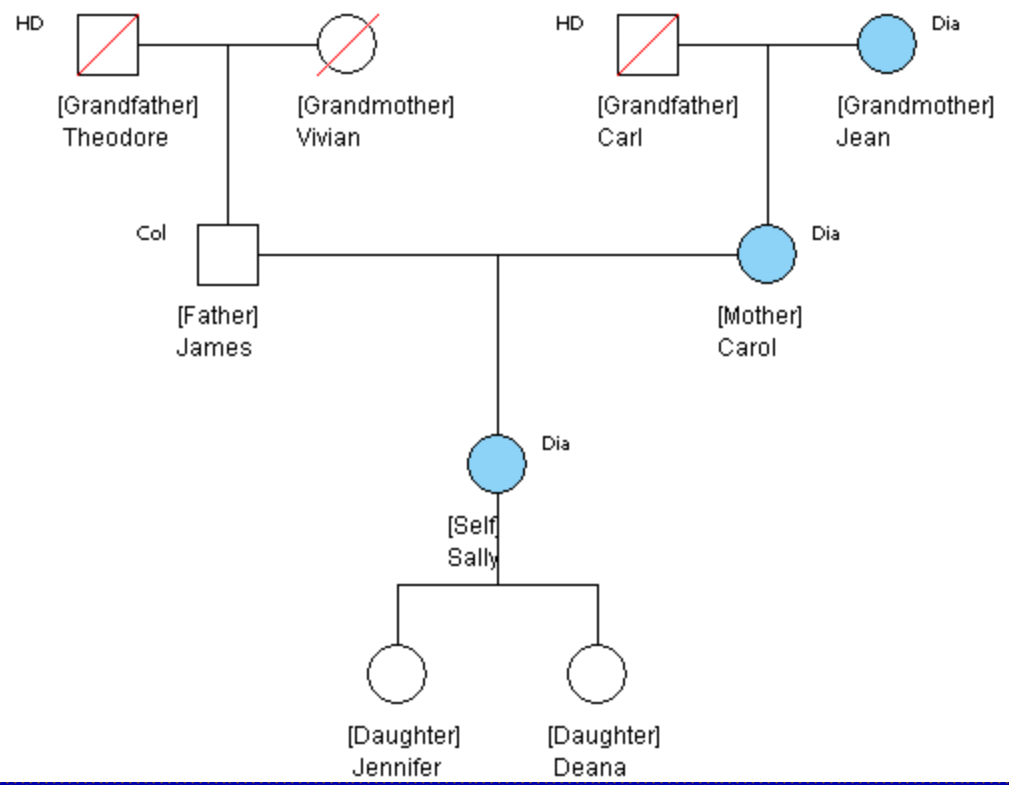 HD
HD
Dia
[Grandfather]
Theodore
[Grandmother]
Vivian
[Grandfather]
Carl
[Grandmother]
Jean
Col
Dia
[Father]
James
[Mother]
Carol
Dia
[Self]
Sally
[Daughter]
Jennifer
[Daughter]
Deana